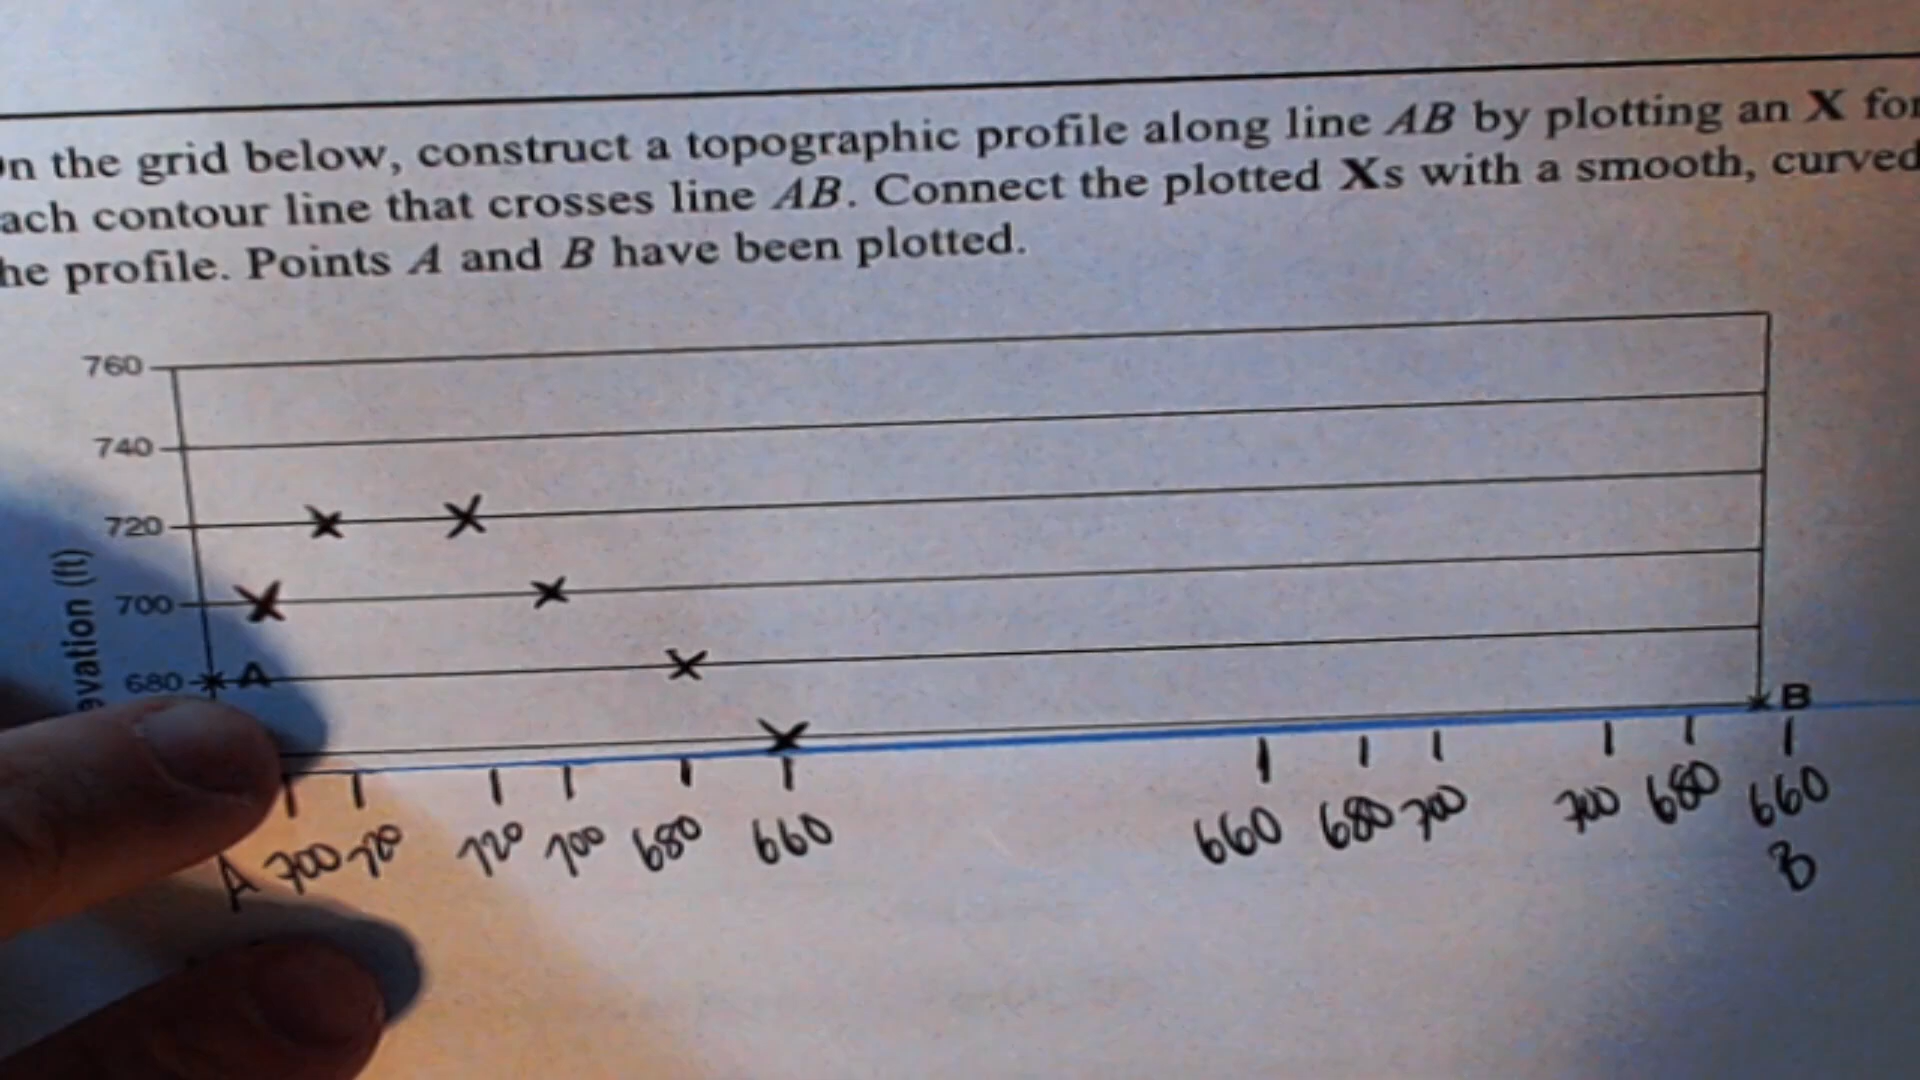 n the grid below, construct a topographic profile along line AB by plotting an X for
ach contour line that crosses line AB. Connect the plotted Xs with a smooth, curved
he profile. Points A and B have been plotted.
760
740
720
700
680 A
evation (ft)
B
A 700 720 720 700 680 660 660 680 700 700 680 660
B